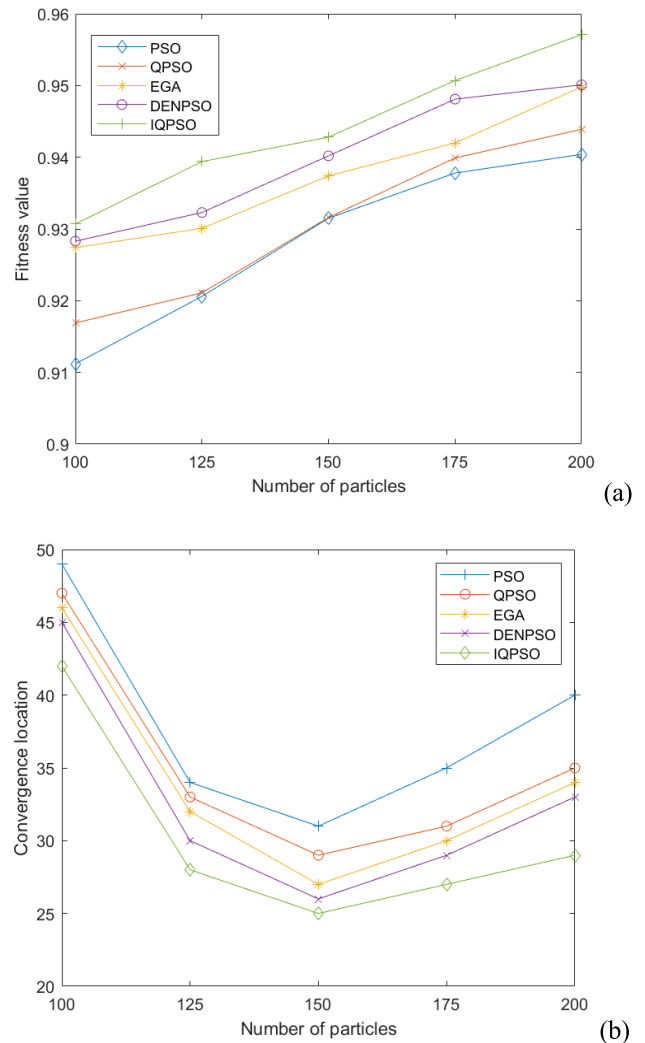 0.96
0.95
0.94
0.93
0.92
0.91
0.9
Fitness value
PSO
QPSO
EGA
DENPSO
IQPSO
100 125 150 175 200
Number of particles
(a)
50
45
40
35
30
25
20
Convergence location
PSO
QPSO
EGA
DENPSO
IQPSO
100 125 150 175 200
Number of particles
(b)